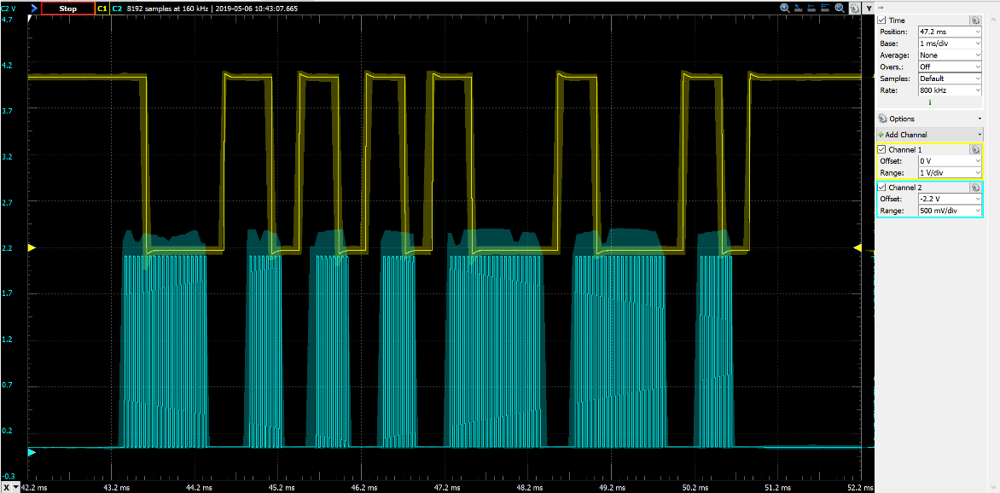 C2 V Stop C1 C2 8192 samples at 160 kHz | 2019-05-06 10:43:07.665 Y
4.7
4.2
3.7
3.2
2.7
2.2
1.7
1.2
0.7
0.2
-0.3
X 42.2 ms 43.2 ms 44.2 ms 45.2 ms 46.2 ms 47.2 ms 48.2 ms 49.2 ms 50.2 ms 51.2 ms 52.2 ms
Time
Position: 47.2 ms
Base: 1 ms/div
Average: None
Overs.: Off
Samples: Default
Rate: 800 kHz
Options
Add Channel
Channel 1
Offset: 0 V
Range: 1 V/div
Channel 2
Offset: -2.2 V
Range: 500 mV/div